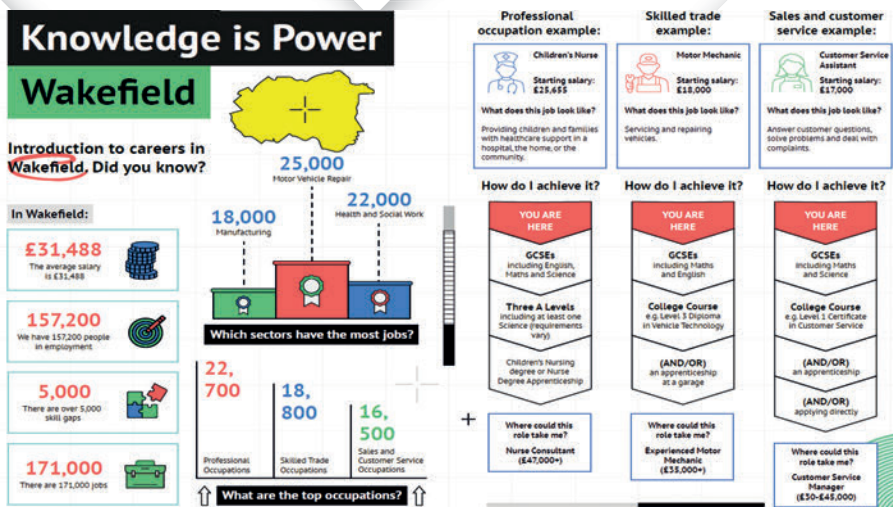 Knowledge is Power
Wakefield
Introduction to careers in
Wakefield. Did you know?
In Wakefield:
£31,488
The average salary
is £31,488
157,200
We have 157,200 people
in employment
5,000
There are over 5,000
skill gaps
171,000
There are 171,000 jobs
25,000
Motor Vehicle Repair
18,000
Manufacturing
22,000
Health and Social Work
Which sectors have the most jobs?
22,
700
Professional
Occupations
18,
800
Skilled Trade
Occupations
16,
500
Sales and
Customer Service
Occupations
What are the top occupations?
Professional
occupation example:
Children's Nurse
Starting salary:
£25,655
What does this job look like?
Providing children and families
with healthcare support in a
hospital, the home, or the
community.
How do I achieve it?
YOU ARE
HERE
GCSEs
including English,
Maths and Science
Three A Levels
including at least one
Science (requirements
vary)
Children's Nursing
degree or Nurse
Degree Apprenticeship
Where could this
role take me?
Nurse Consultant
(£47,000+)
Skilled trade
example:
Motor Mechanic
Starting salary:
£18,000
What does this job look like?
Servicing and repairing
vehicles.
How do I achieve it?
YOU ARE
HERE
GCSEs
including Maths
and English
College Course
e.g. Level 3 Diploma
in Vehicle Technology
(AND/OR)
an apprenticeship
at a garage
Where could this
role take me?
Experienced Motor
Mechanic
(£35,000+)
Sales and customer
service example:
Customer Service
Assistant
Starting salary:
£17,000
What does this job look like?
Answer customer questions,
solve problems and deal with
complaints.
How do I achieve it?
YOU ARE
HERE
GCSEs
including Maths
and Science
College Course
e.g. Level 1 Certificate
in Customer Service
(AND/OR)
an apprenticeship
(AND/OR)
applying directly
Where could this
role take me?
Customer Service
Manager
(£30-£45,000)